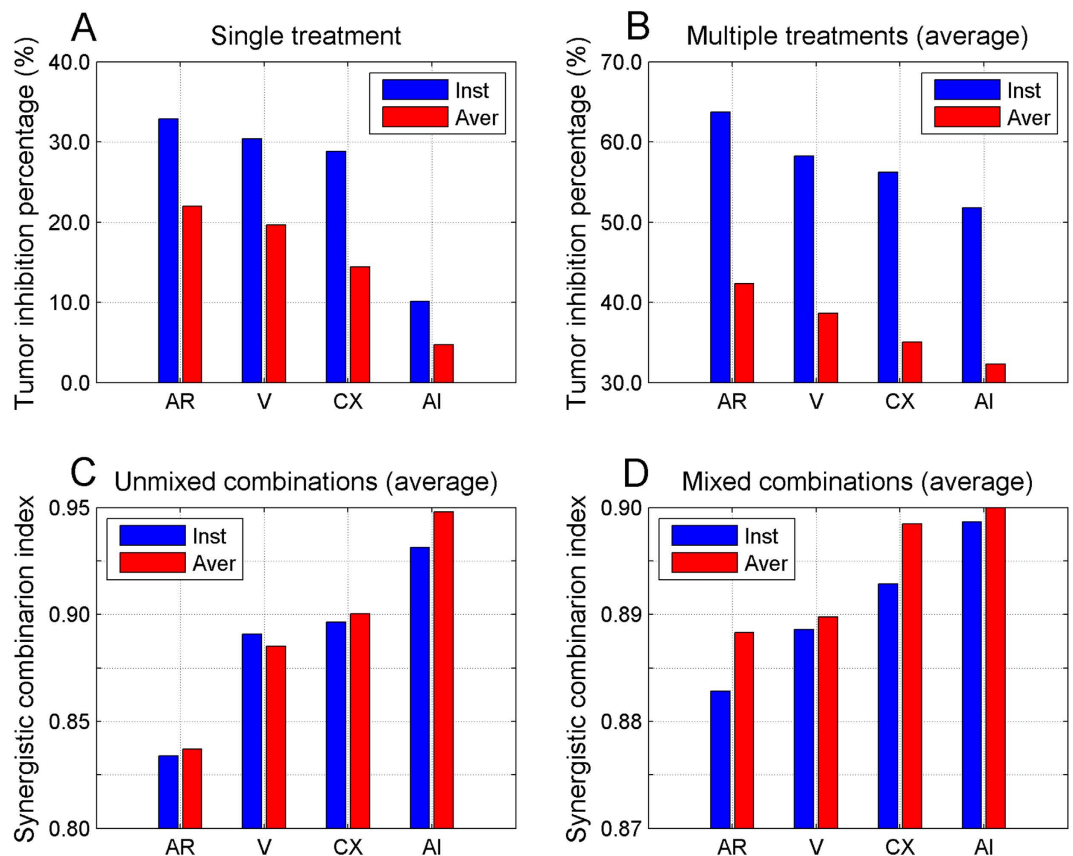 A
Single treatment
Tumor inhibition percentage (%)
40.0
30.0
20.0
10.0
0.0
Inst
Aver
AR
V
CX
AI
B
Multiple treatments (average)
Tumor inhibition percentage (%)
70.0
60.0
50.0
40.0
30.0
Inst
Aver
AR
V
CX
AI
C
Unmixed combinations (average)
Synergistic combinarion index
0.95
0.90
0.85
0.80
Inst
Aver
AR
V
CX
AI
D
Mixed combinations (average)
Synergistic combinarion index
0.90
0.89
0.88
0.87
Inst
Aver
AR
V
CX
AI